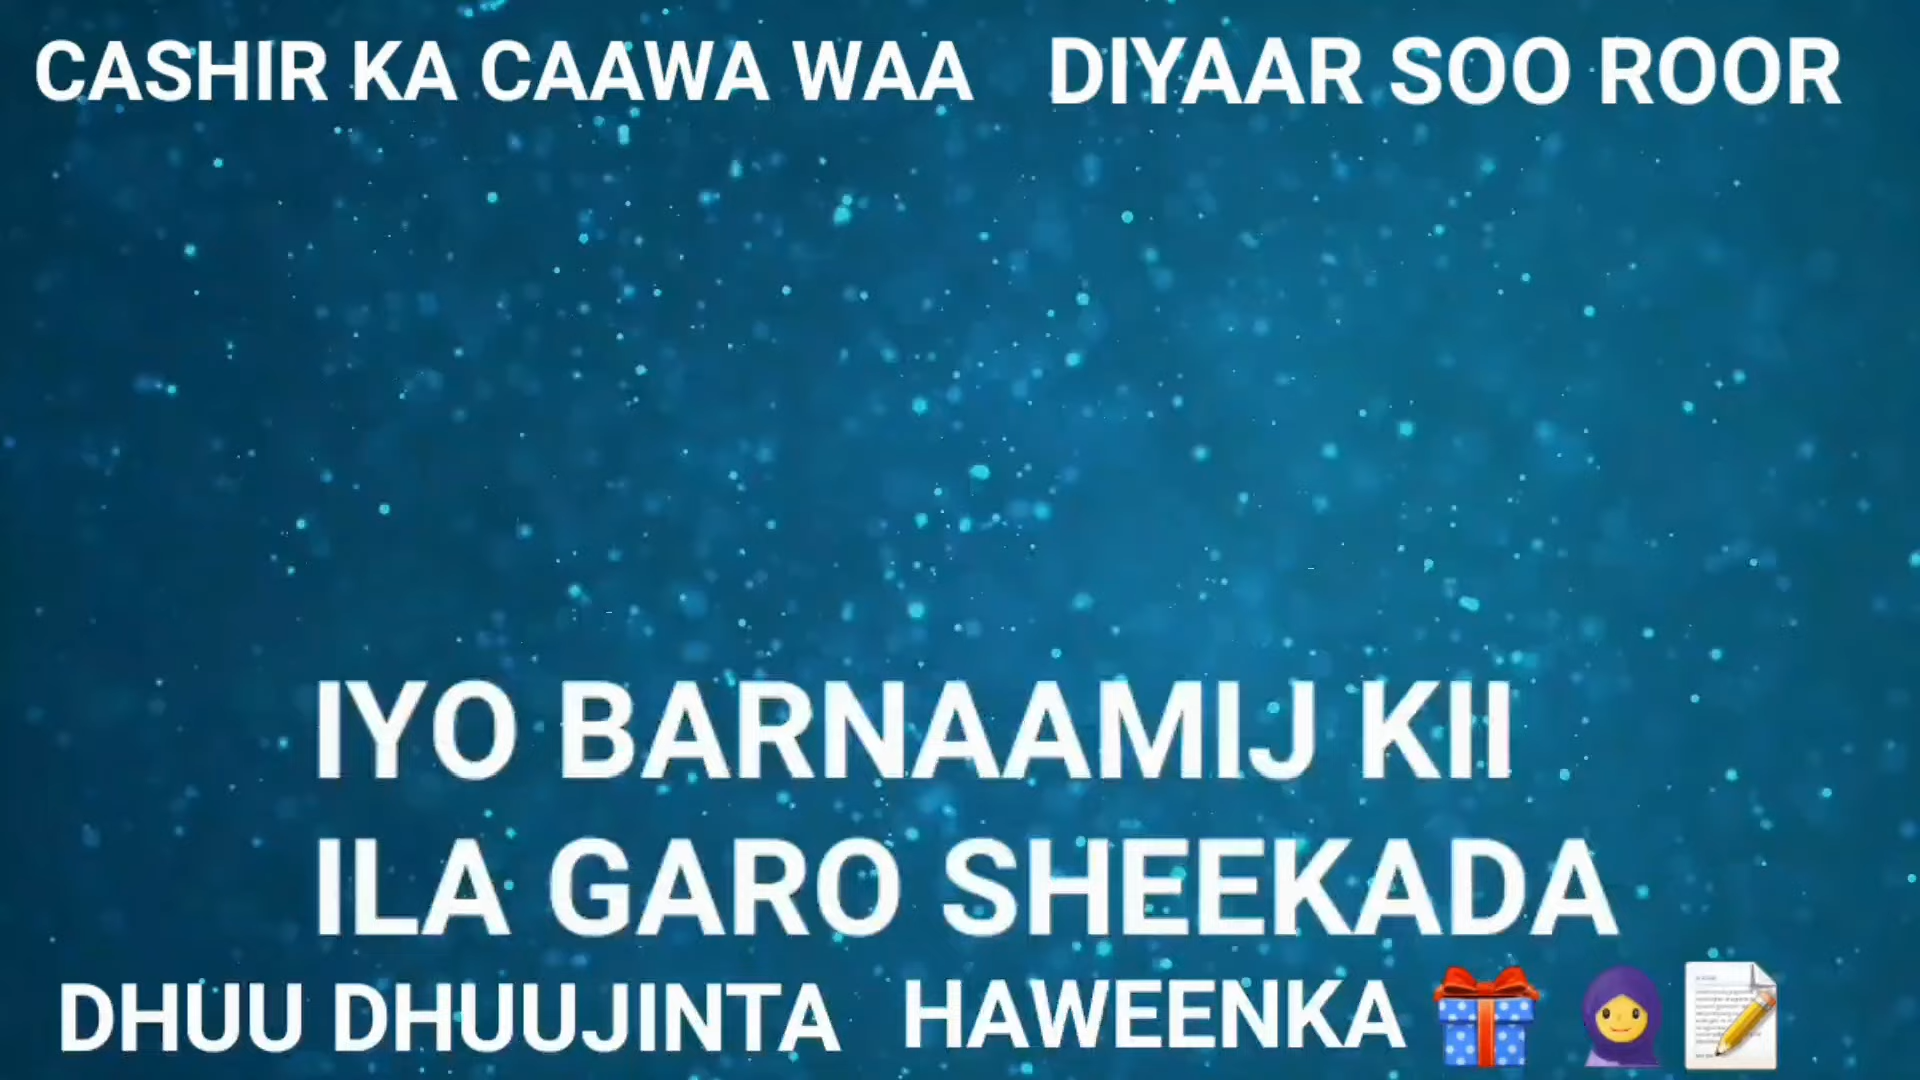 CASHIR KA CAAWA WAA DIYAAR SOO ROOR
IYO BARNAAMIJ KII
ILA GARO SHEEKADA
DHUU DHUUJINTA HAWEENKA 🎁 🧕 📝